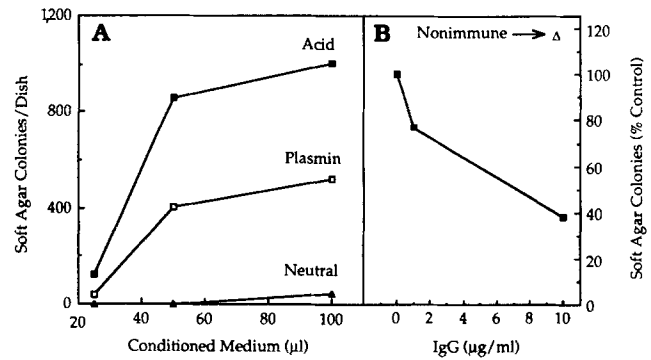 A
B
1,200
800
400
0
Soft Agar Colonies/Dish
Acid
Plasmin
Neutral
20 40 60 80 100
Conditioned Medium (µl)
Nonimmune → Δ
120
100
80
60
40
20
0
Soft Agar Colonies (% Control)
0 2 4 6 8 10
IgG (µg/ml)